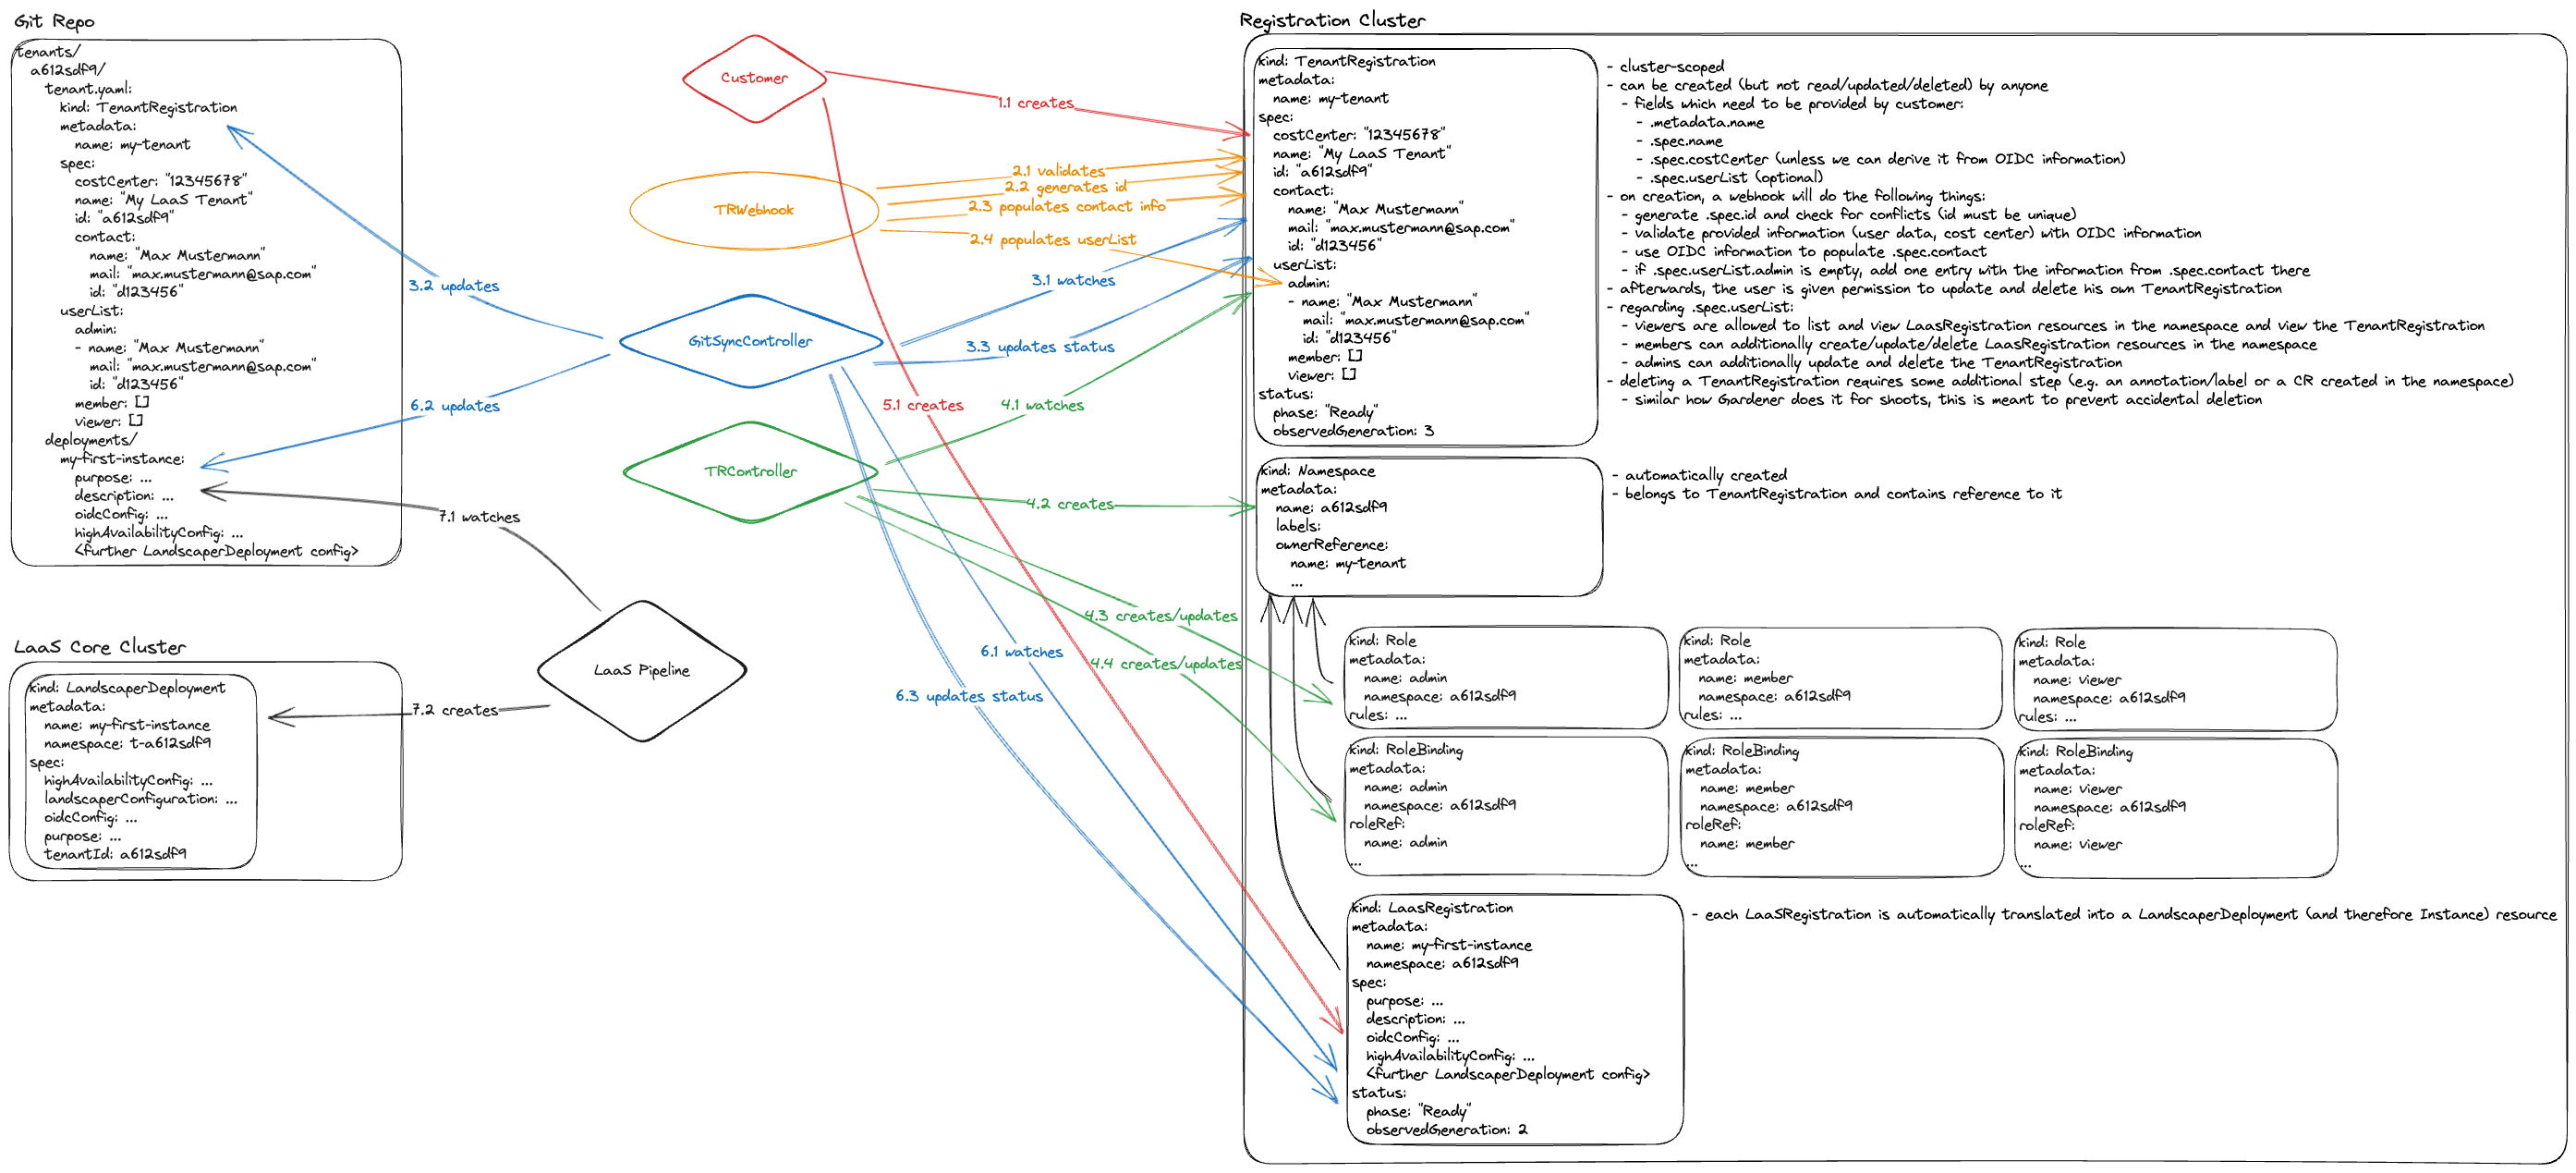 Git Repo
tenants/
a612sdf9/
tenant.yaml:
kind: TenantRegistration
metadata:
name: my-tenant
spec:
costCenter: "12345678"
name: "My LaaS Tenant"
id: "a612sdf9"
contact:
name: "Max Mustermann"
mail: "max.mustermann@sap.com"
id: "d123456"
userList:
admin:
- name: "Max Mustermann"
mail: "max.mustermann@sap.com"
id: "d123456"
member: []
viewer: []
deployments/
my-first-instance:
purpose: ...
description: ...
oidcConfig: ...
highAvailabilityConfig: ...
<further LandscaperDeployment config>
LaaS Core Cluster
kind: LandscaperDeployment
metadata:
name: my-first-instance
namespace: t-a612sdf9
spec:
highAvailabilityConfig: ...
landscaperConfiguration: ...
oidcConfig: ...
purpose: ...
tenantId: a612sdf9
Customer
TRWebhook
GitSyncController
TRController
LaaS Pipeline
1.1 creates
2.1 validates
2.2 generates id
2.3 populates contact info
2.4 populates userList
3.1 watches
3.2 updates
3.3 updates status
4.1 watches
4.2 creates
4.3 creates/updates
4.4 creates/updates
5.1 creates
6.1 watches
6.2 updates
6.3 updates status
7.1 watches
7.2 creates
Registration Cluster
kind: TenantRegistration
metadata:
name: my-tenant
spec:
costCenter: "12345678"
name: "My LaaS Tenant"
id: "a612sdf9"
contact:
name: "Max Mustermann"
mail: "max.mustermann@sap.com"
id: "d123456"
userList:
admin:
- name: "Max Mustermann"
mail: "max.mustermann@sap.com"
id: "d123456"
member: []
viewer: []
status:
phase: "Ready"
observedGeneration: 3
- cluster-scoped
- can be created (but not read/updated/deleted) by anyone
- fields which need to be provided by customer:
- .metadata.name
- .spec.name
- .spec.costCenter (unless we can derive it from OIDC information)
- .spec.userList (optional)
- on creation, a webhook will do the following things:
- generate .spec.id and check for conflicts (id must be unique)
- validate provided information (user data, cost center) with OIDC information
- use OIDC information to populate .spec.contact
- if .spec.userList.admin is empty, add one entry with the information from .spec.contact there
- afterwards, the user is given permission to update and delete his own TenantRegistration
- regarding .spec.userList:
- viewers are allowed to list and view LaasRegistration resources in the namespace and view the TenantRegistration
- members can additionally create/update/delete LaasRegistration resources in the namespace
- admins can additionally update and delete the TenantRegistration
- deleting a TenantRegistration requires some additional step (e.g. an annotation/label or a CR created in the namespace)
- similar how Gardener does it for shoots, this is meant to prevent accidental deletion
kind: Namespace
metadata:
name: a612sdf9
labels:
ownerReference:
name: my-tenant
...
- automatically created
- belongs to TenantRegistration and contains reference to it
kind: Role
metadata:
name: admin
namespace: a612sdf9
rules: ...
kind: Role
metadata:
name: member
namespace: a612sdf9
rules: ...
kind: Role
metadata:
name: viewer
namespace: a612sdf9
rules: ...
kind: RoleBinding
metadata:
name: admin
namespace: a612sdf9
roleRef:
name: admin
...
kind: RoleBinding
metadata:
name: member
namespace: a612sdf9
roleRef:
name: member
...
kind: RoleBinding
metadata:
name: viewer
namespace: a612sdf9
roleRef:
name: viewer
...
kind: LaasRegistration
metadata:
name: my-first-instance
namespace: a612sdf9
spec:
purpose: ...
description: ...
oidcConfig: ...
highAvailabilityConfig: ...
<further LandscaperDeployment config>
status:
phase: "Ready"
observedGeneration: 2
- each LaaSRegistration is automatically translated into a LandscaperDeployment (and therefore Instance) resource